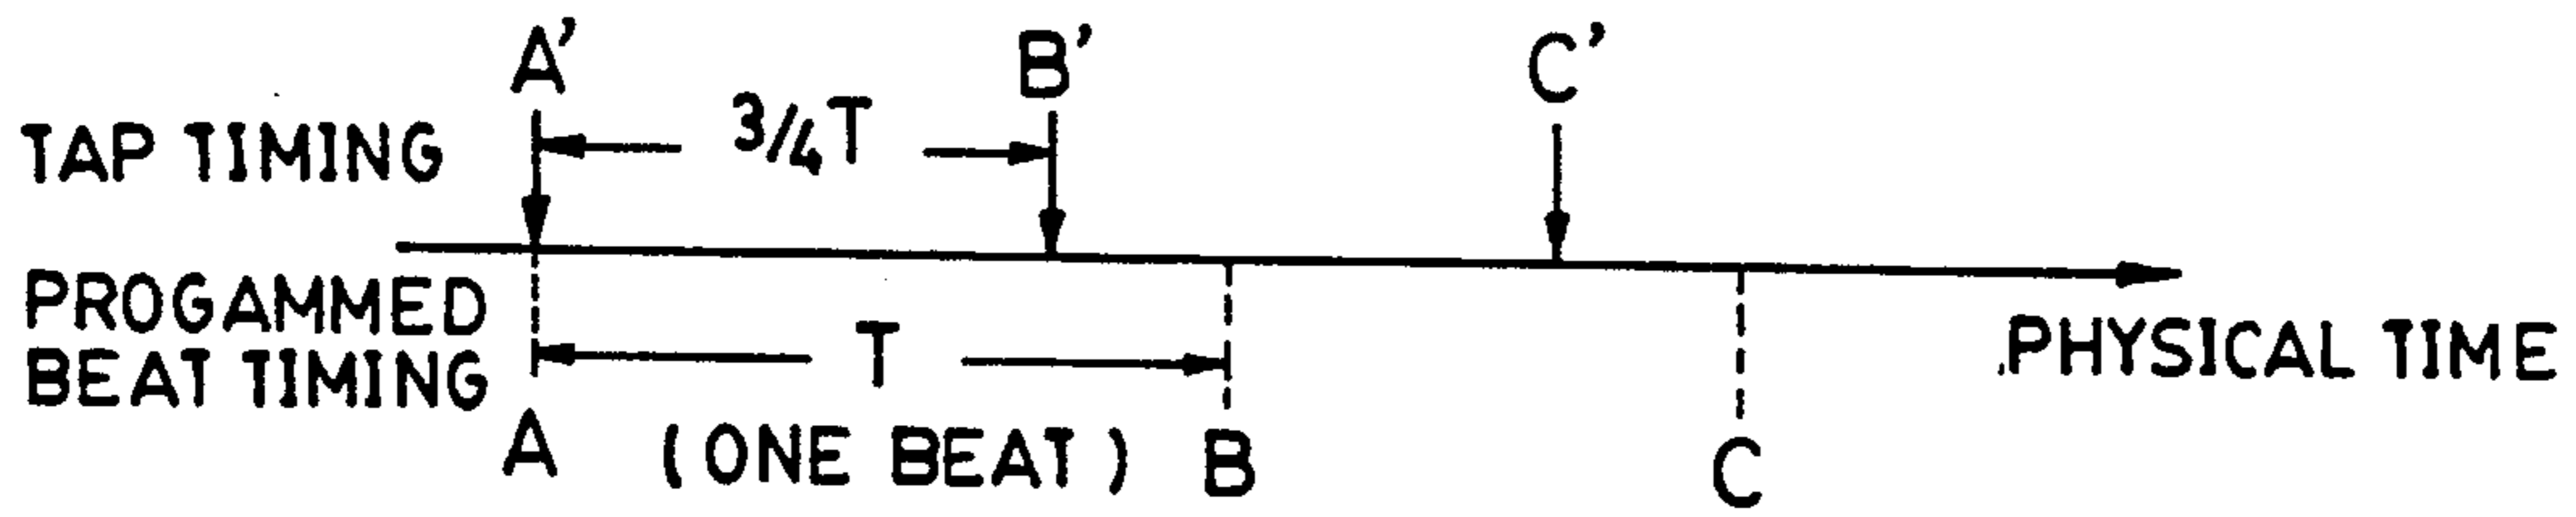 A' B' C'
TAP TIMING 3/4T
PROGAMMED
BEAT TIMING T PHYSICAL TIME
A (ONE BEAT) B C